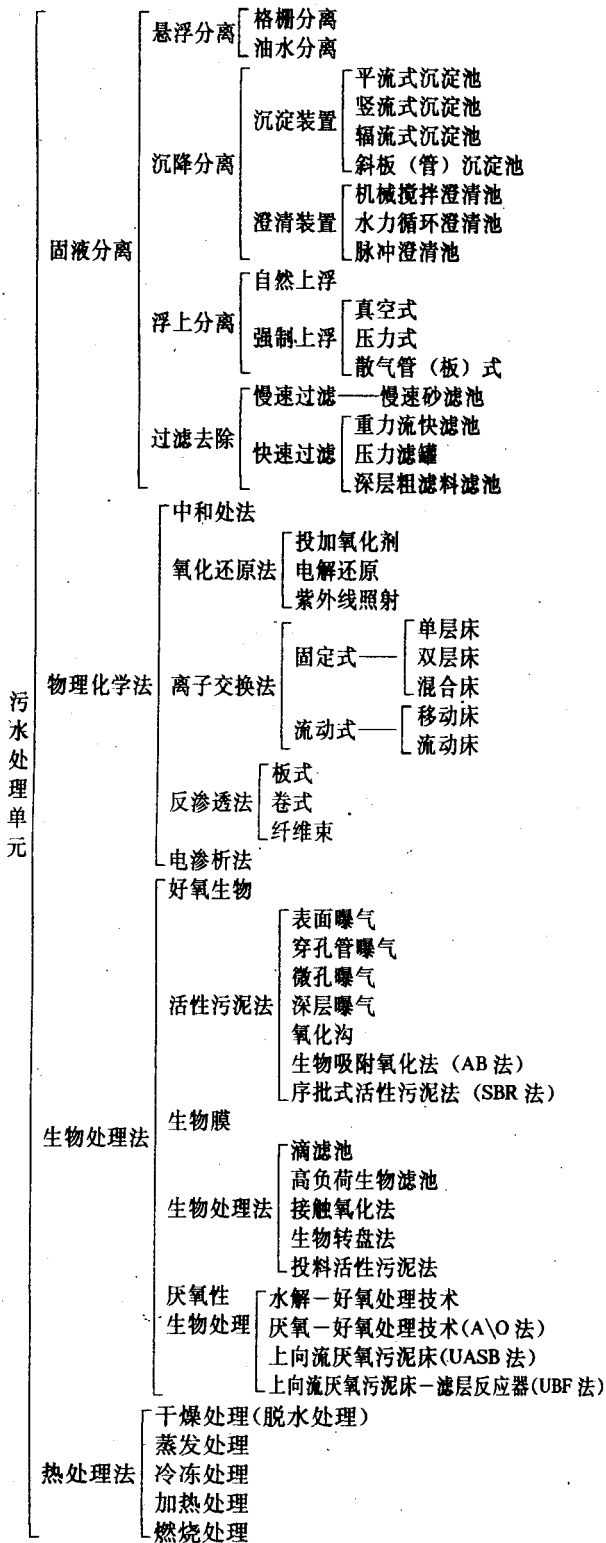 污水处理单元
固液分离
悬浮分离
格栅分离
油水分离
沉降分离
沉淀装置
平流式沉淀池
竖流式沉淀池
辐流式沉淀池
斜板（管）沉淀池
澄清装置
机械搅拌澄清池
水力循环澄清池
脉冲澄清池
浮上分离
自然上浮
强制上浮
真空式
压力式
散气管（板）式
过滤去除
慢速过滤——慢速砂滤池
快速过滤
重力流快滤池
压力滤罐
深层粗滤料滤池
物理化学法
中和处法
氧化还原法
投加氧化剂
电解还原
紫外线照射
离子交换法
固定式——
单层床
双层床
混合床
流动式——
移动床
流动床
反渗透法
板式
卷式
纤维束
电渗析法
生物处理法
好氧生物
活性污泥法
表面曝气
穿孔管曝气
微孔曝气
深层曝气
氧化沟
生物吸附氧化法（AB 法）
序批式活性污泥法（SBR 法）
生物膜
生物处理法
滴滤池
高负荷生物滤池
接触氧化法
生物转盘法
投料活性污泥法
厌氧性
生物处理
水解－好氧处理技术
厌氧－好氧处理技术(A\O 法)
上向流厌氧污泥床(UASB 法)
上向流厌氧污泥床－滤层反应器(UBF 法)
热处理法
干燥处理(脱水处理)
蒸发处理
冷冻处理
加热处理
燃烧处理